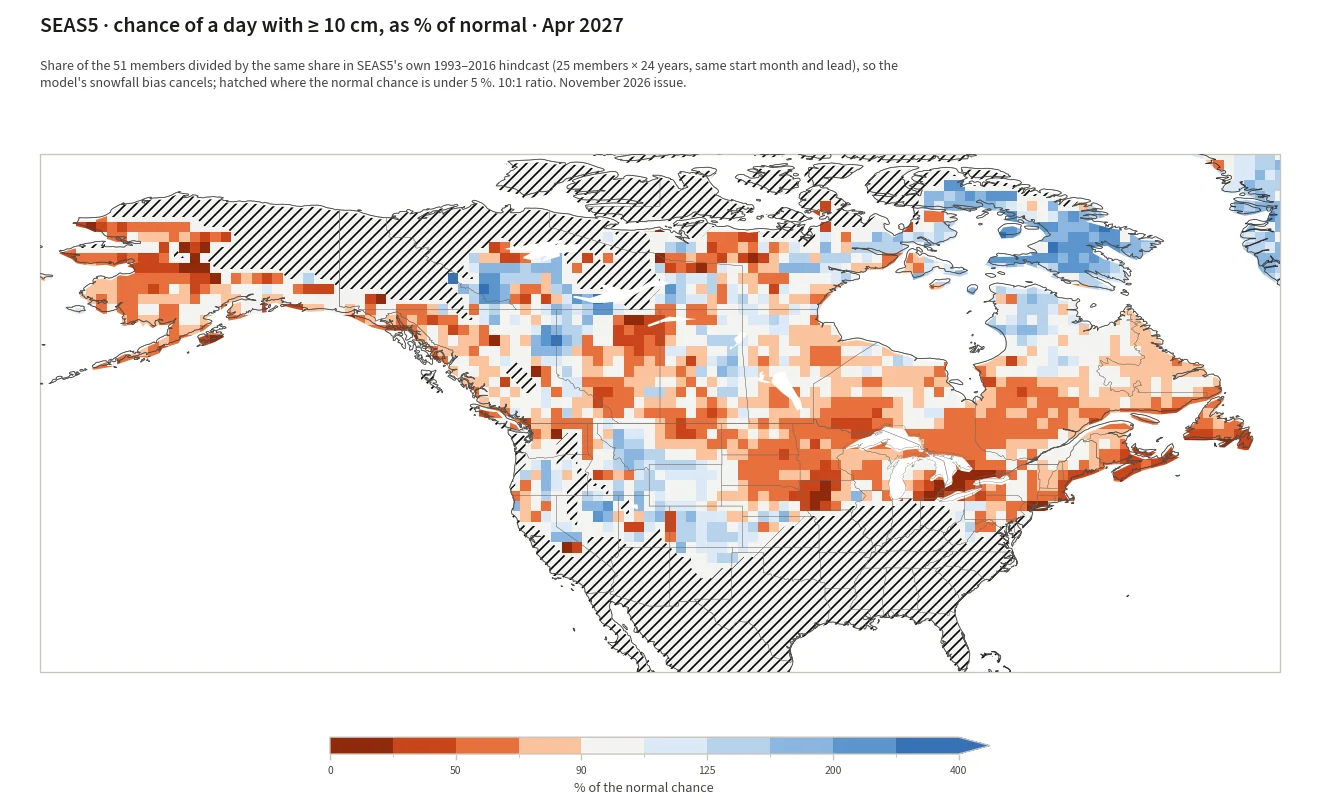 SEAS5 · chance of a day with ≥ 10 cm, as % of normal · Apr 2027
Share of the 51 members divided by the same share in SEAS5's own 1993–2016 hindcast (25 members × 24 years, same start month and lead), so the
model's snowfall bias cancels; hatched where the normal chance is under 5 %. 10:1 ratio. November 2026 issue.
0 50 90 125 200 400
% of the normal chance